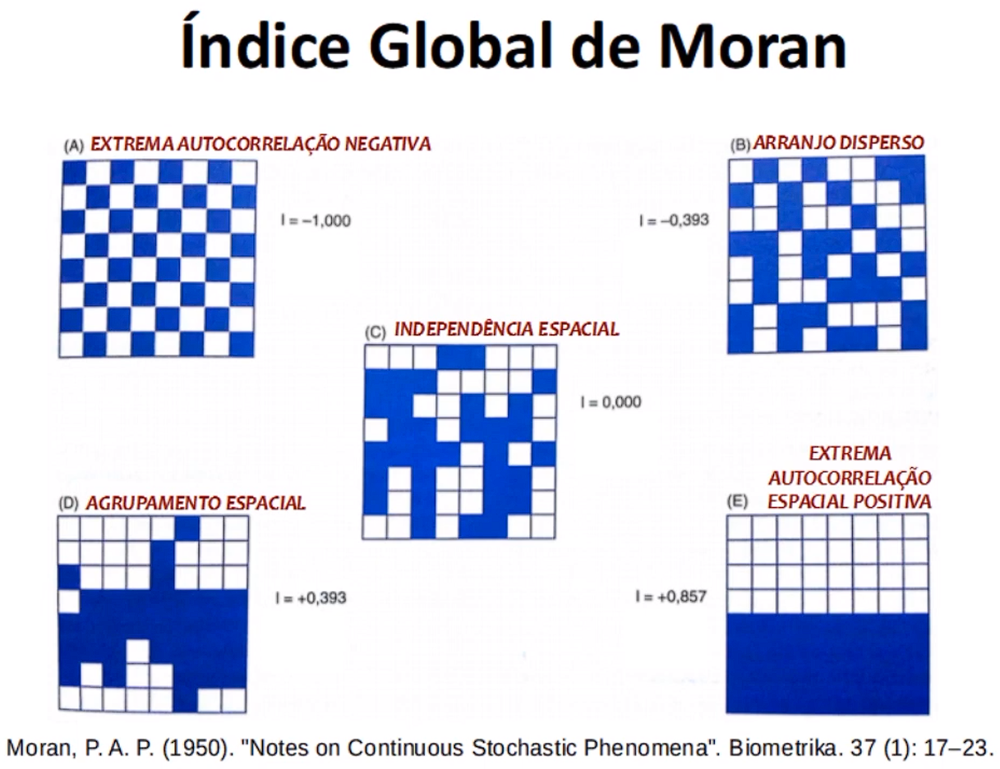 Índice Global de Moran
(A) EXTREMA AUTOCORRELAÇÃO NEGATIVA
I = –1,000
(B) ARRANJO DISPERSO
I = –0,393
(C) INDEPENDÊNCIA ESPACIAL
I = 0,000
(D) AGRUPAMENTO ESPACIAL
I = +0,393
(E) EXTREMA
AUTOCORRELAÇÃO
ESPACIAL POSITIVA
I = +0,857
Moran, P. A. P. (1950). "Notes on Continuous Stochastic Phenomena". Biometrika. 37 (1): 17–23.